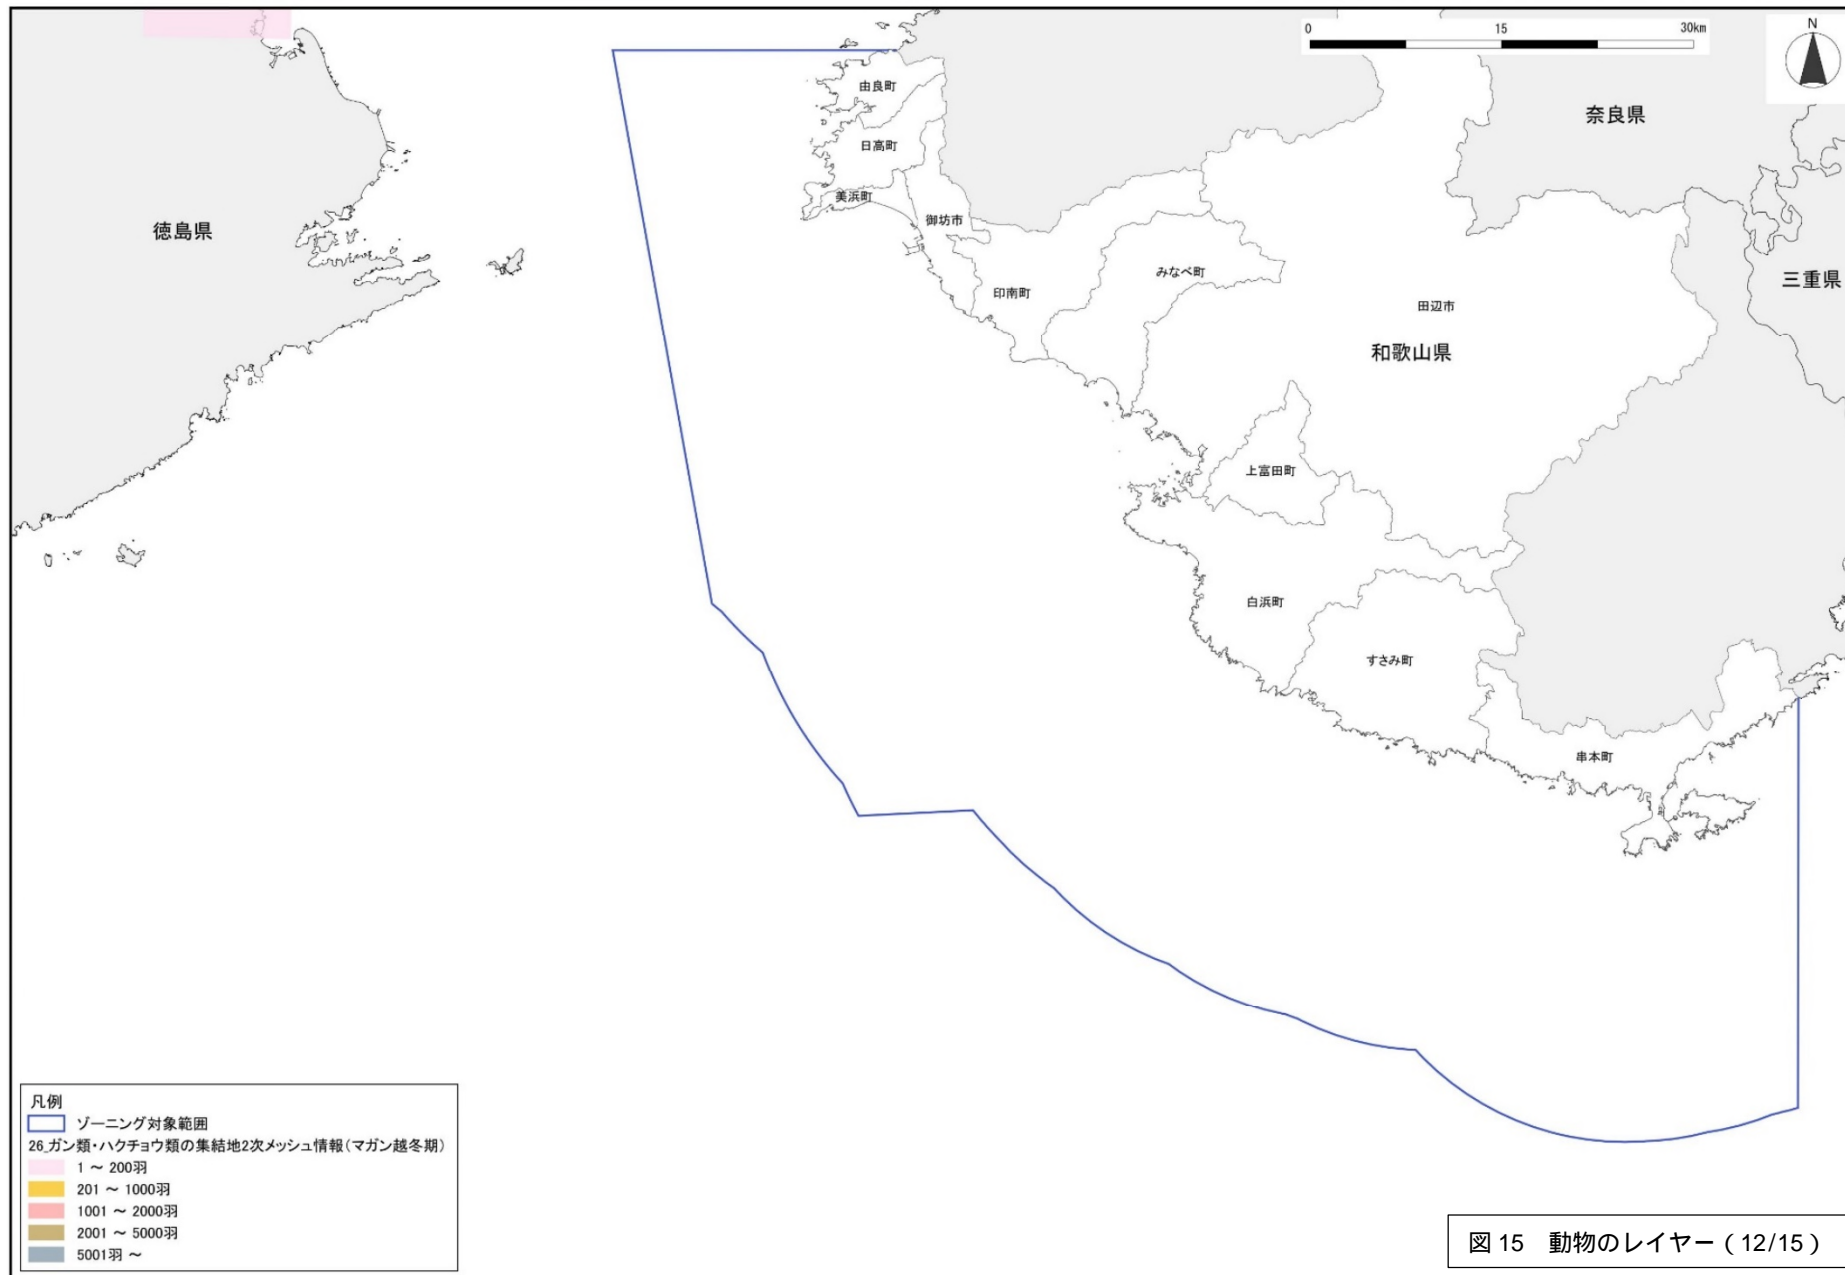 0 15 30km
N
由良町
奈良県
日高町
美浜町
御坊市
徳島県
みなべ町
三重県
印南町
田辺市
和歌山県
上富田町
白浜町
すさみ町
串本町
凡例
ゾーニング対象範囲
26_ガン類・ハクチョウ類の集結地2次メッシュ情報(マガン越冬期)
1 ～ 200羽
201 ～ 1000羽
1001 ～ 2000羽
2001 ～ 5000羽
5001羽 ～
図 15 動物のレイヤー（12/15）